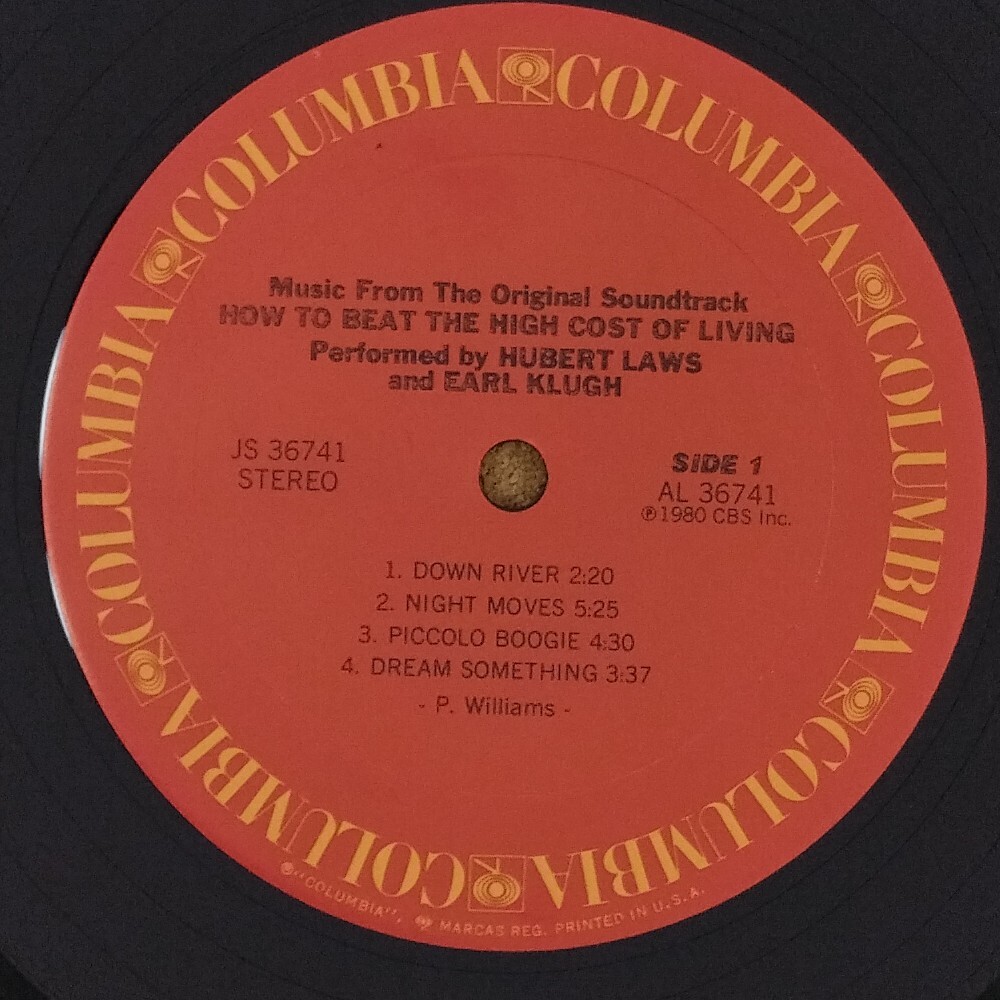 COLUMBIA COLUMBIA COLUMBIA COLUMBIA COLUMBIA COLUMBIA
Music From The Original Soundtrack
HOW TO BEAT THE HIGH COST OF LIVING
Performed by HUBERT LAWS
and EARL KLUGH
JS 36741
STEREO
SIDE 1
AL 36741
℗1980 CBS Inc.
1. DOWN RIVER 2:20
2. NIGHT MOVES 5:25
3. PICCOLO BOOGIE 4:30
4. DREAM SOMETHING 3:37
- P. Williams -
®"COLUMBIA", MARCAS REG. PRINTED IN U.S.A.